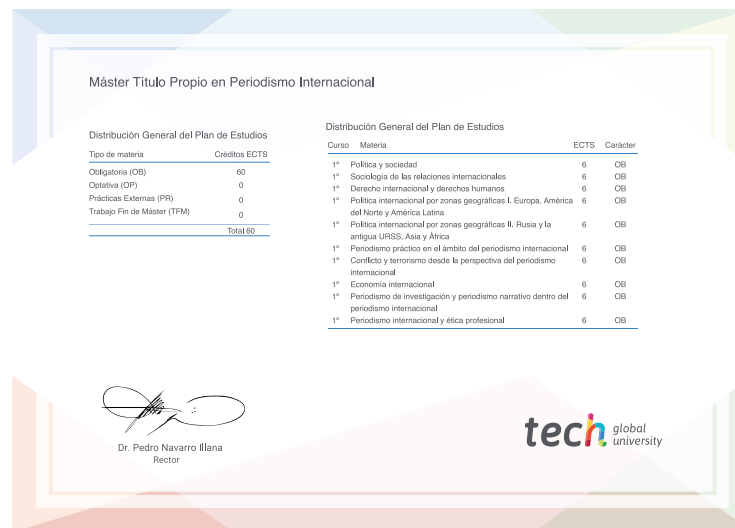 Máster Título Propio en Periodismo Internacional
Distribución General del Plan de Estudios
Tipo de materia Créditos ECTS
Obligatoria (OB) 60
Optativa (OP) 0
Prácticas Externas (PR) 0
Trabajo Fin de Máster (TFM) 0
Total 60
Distribución General del Plan de Estudios
Curso Materia ECTS Carácter
1º Política y sociedad 6 OB
1º Sociología de las relaciones internacionales 6 OB
1º Derecho internacional y derechos humanos 6 OB
1º Política internacional por zonas geográficas I. Europa, América 6 OB
del Norte y América Latina
1º Política internacional por zonas geográficas II. Rusia y la 6 OB
antigua URSS, Asia y África
1º Periodismo práctico en el ámbito del periodismo internacional 6 OB
1º Conflicto y terrorismo desde la perspectiva del periodismo 6 OB
internacional
1º Economía internacional 6 OB
1º Periodismo de investigación y periodismo narrativo dentro del 6 OB
periodismo internacional
1º Periodismo internacional y ética profesional 6 OB
Dr. Pedro Navarro Illana
Rector
tech global
university